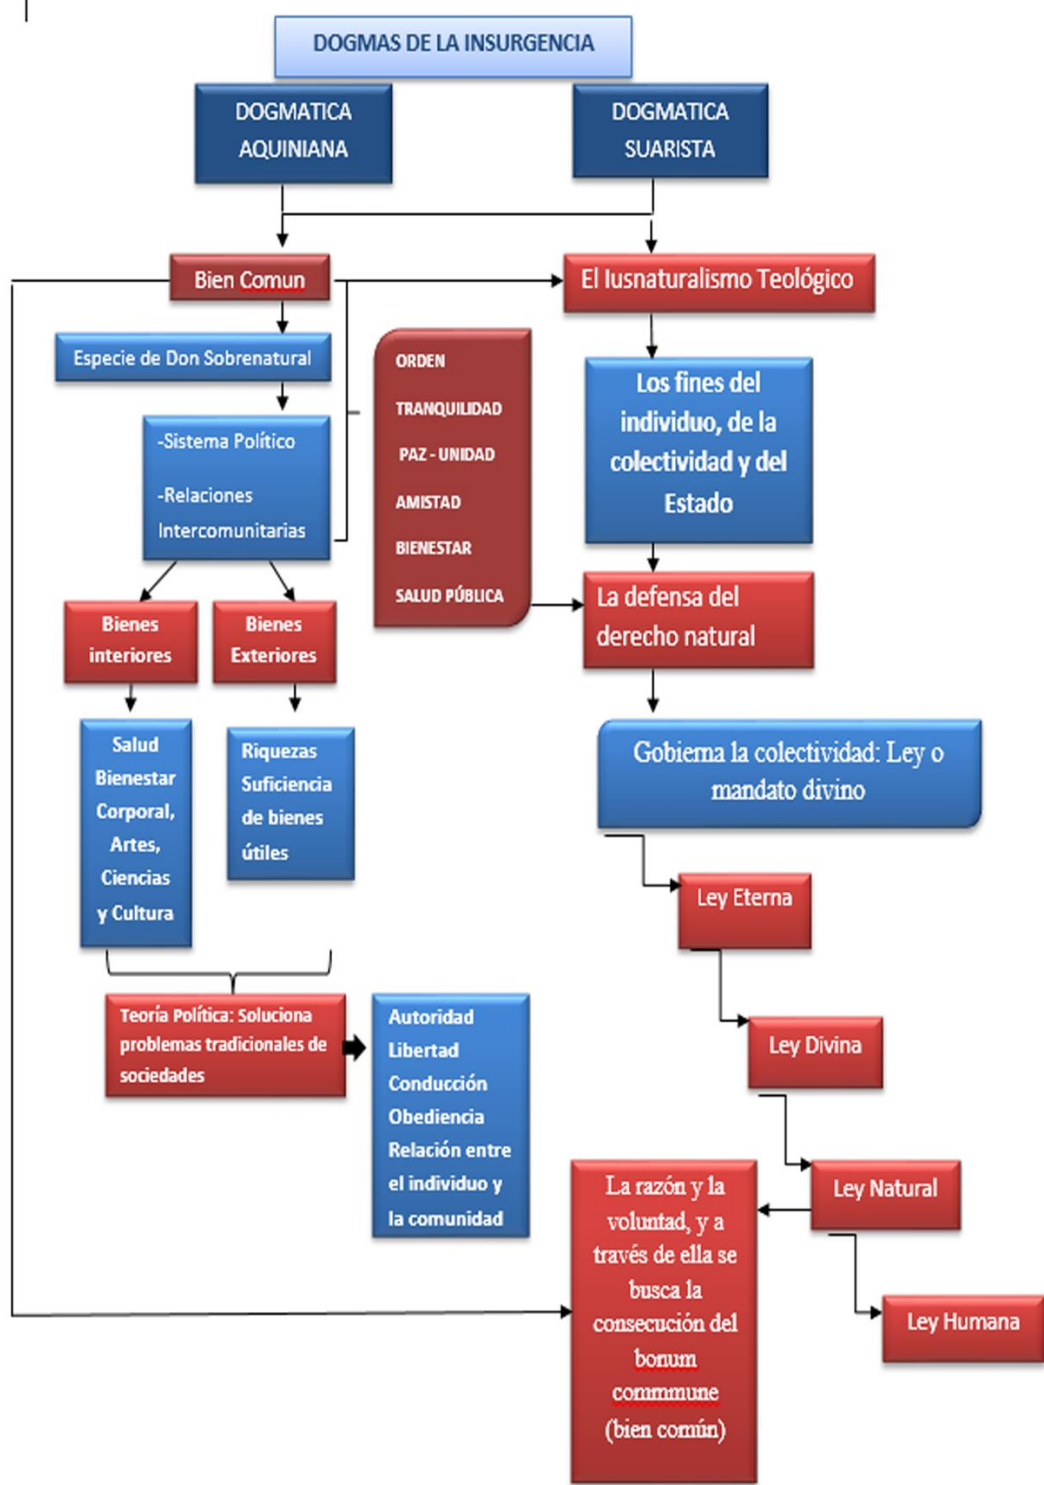 DOGMAS DE LA INSURGENCIA
DOGMATICA
AQUINIANA
DOGMATICA
SUARISTA
Bien Comun
El Iusnaturalismo Teológico
Especie de Don Sobrenatural
-Sistema Político
-Relaciones
Intercomunitarias
ORDEN
TRANQUILIDAD
PAZ - UNIDAD
AMISTAD
BIENESTAR
SALUD PÚBLICA
Los fines del
individuo, de la
colectividad y del
Estado
Bienes
interiores
Bienes
Exteriores
La defensa del
derecho natural
Salud
Bienestar
Corporal,
Artes,
Ciencias
y Cultura
Riquezas
Suficiencia
de bienes
útiles
Gobierna la colectividad: Ley o
mandato divino
Ley Eterna
Teoría Política: Soluciona
problemas tradicionales de
sociedades
Autoridad
Libertad
Conducción
Obediencia
Relación entre
el individuo y
la comunidad
Ley Divina
Ley Natural
La razón y la
voluntad, y a
través de ella se
busca la
consecución del
bonum
commmune
(bien común)
Ley Humana